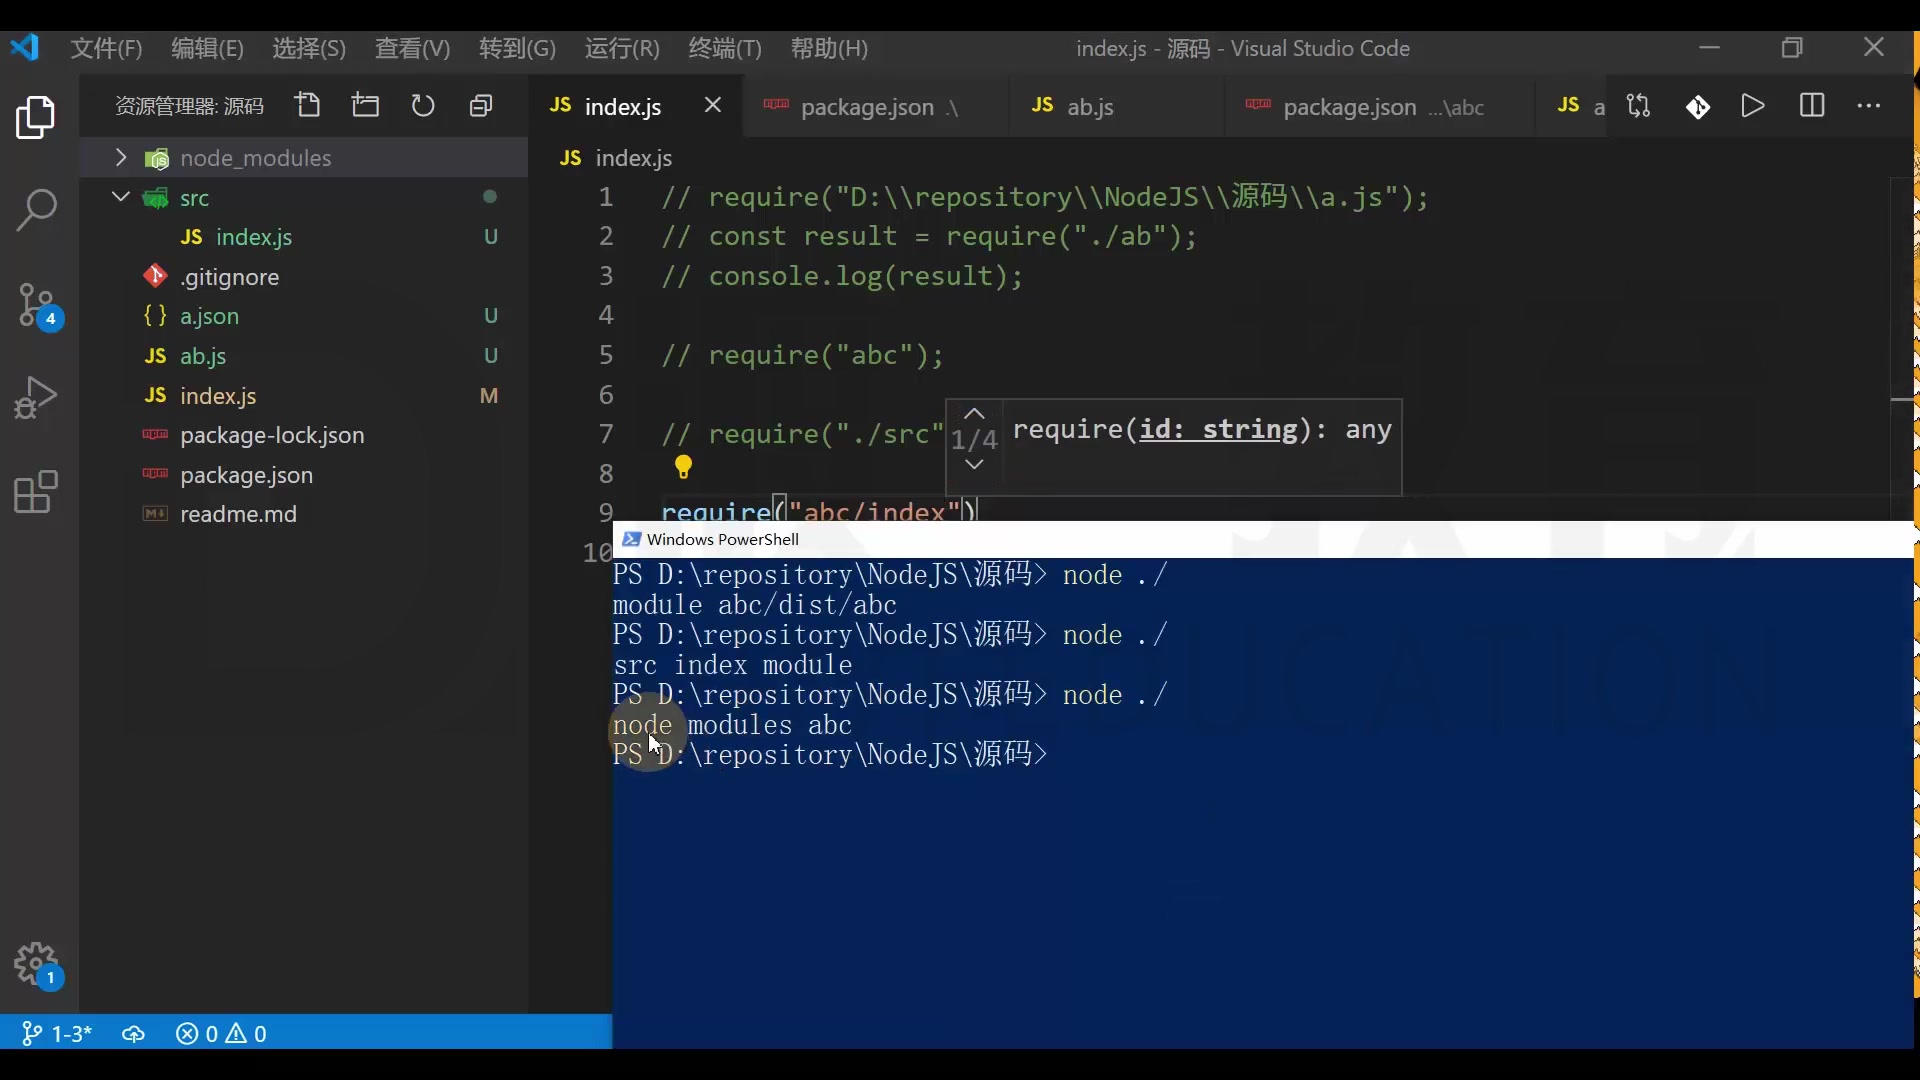 文件(F) 编辑(E) 选择(S) 查看(V) 转到(G) 运行(R) 终端(T) 帮助(H) index.js - 源码 - Visual Studio Code
资源管理器: 源码
JS index.js package.json .\ JS ab.js package.json ...\abc JS a
node_modules
src
JS index.js U
.gitignore
{ } a.json U
JS ab.js U
JS index.js M
package-lock.json
package.json
readme.md
4
1
JS index.js
1 // require("D:\\repository\\NodeJS\\源码\\a.js");
2 // const result = require("./ab");
3 // console.log(result);
4
5 // require("abc");
6
7 // require("./src"
1/4 require(id: string): any
8
9 require("abc/index")
10
Windows PowerShell
PS D:\repository\NodeJS\源码> node ./
module abc/dist/abc
PS D:\repository\NodeJS\源码> node ./
src index module
PS D:\repository\NodeJS\源码> node ./
node modules abc
PS D:\repository\NodeJS\源码>
1-3* 0 0
教育
EDUCATION